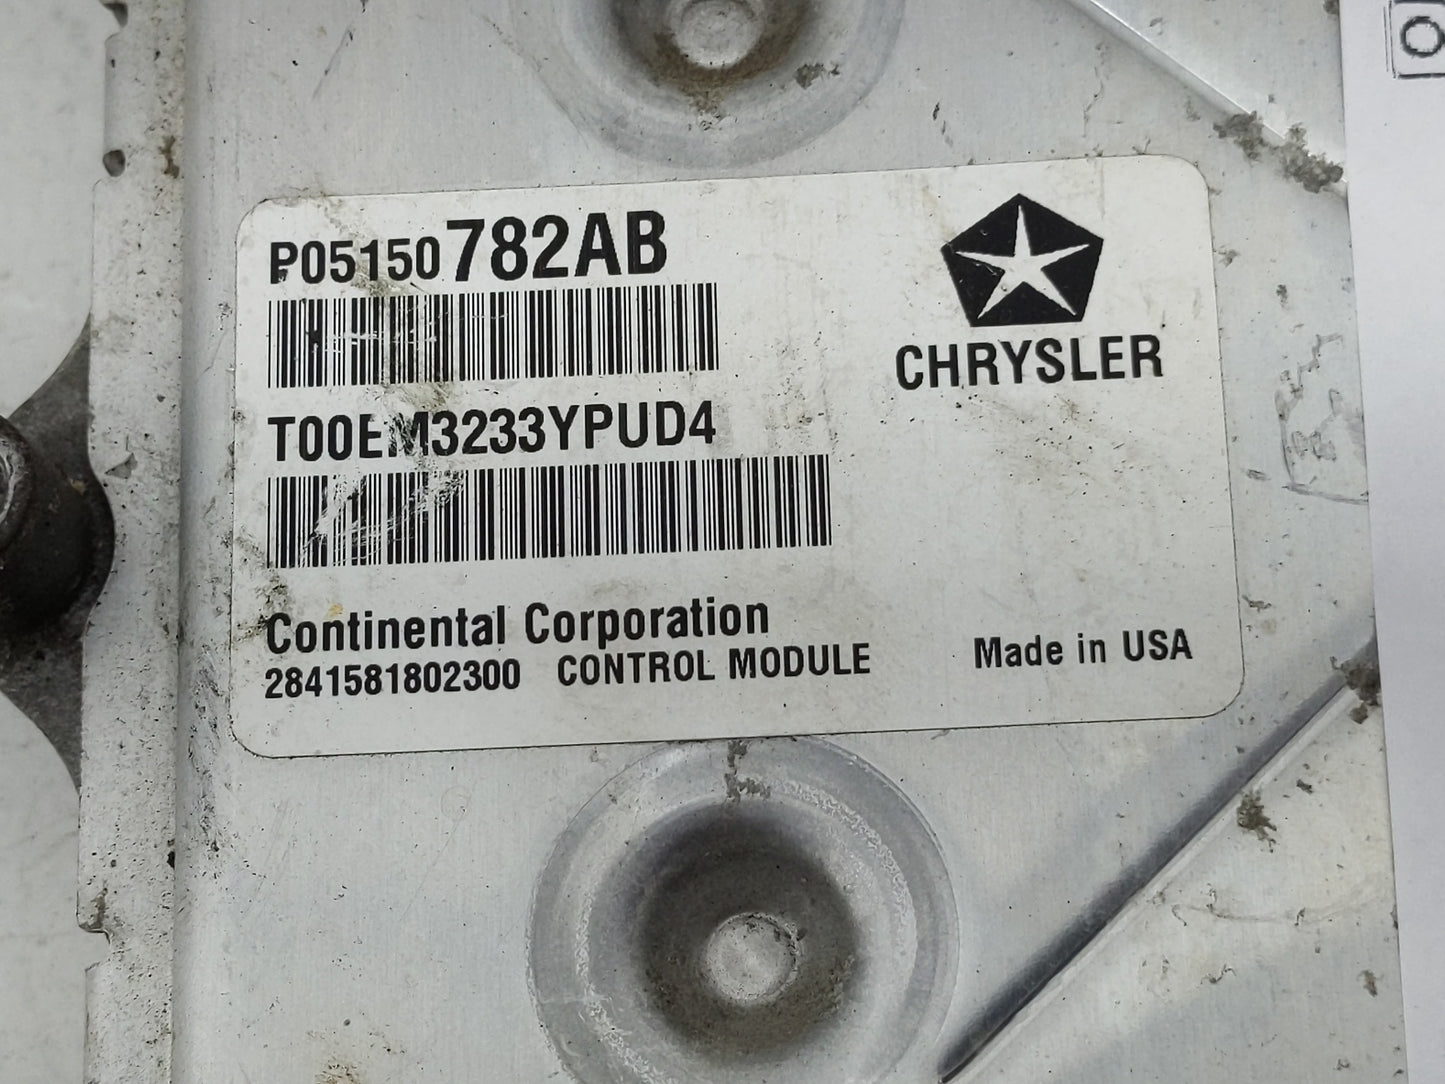 P05150782AB
CHRYSLER
T00EM3233YPUD4
Continental Corporation
2841581802300 CONTROL MODULE
Made in USA